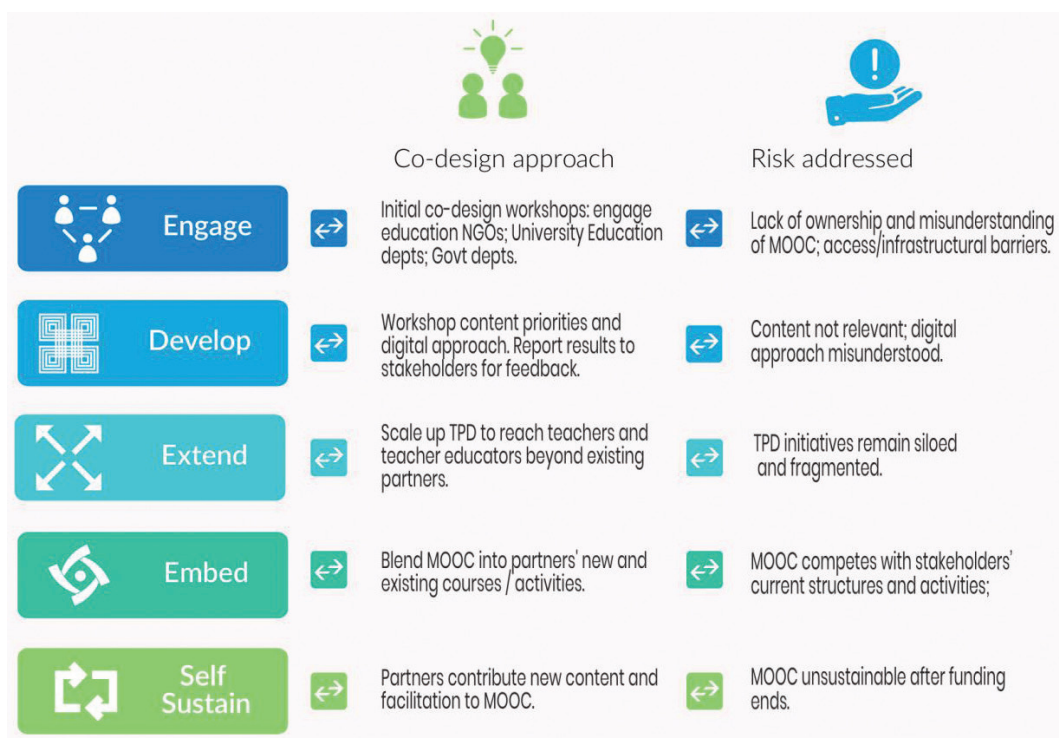 Co-design approach
Risk addressed
Engage
Initial co-design workshops: engage
education NGOs; University Education
depts; Govt depts.
Lack of ownership and misunderstanding
of MOOC; access/infrastructural barriers.
Develop
Workshop content priorities and
digital approach. Report results to
stakeholders for feedback.
Content not relevant; digital
approach misunderstood.
Extend
Scale up TPD to reach teachers and
teacher educators beyond existing
partners.
TPD initiatives remain siloed
and fragmented.
Embed
Blend MOOC into partners' new and
existing courses / activities.
MOOC competes with stakeholders'
current structures and activities;
Self
Sustain
Partners contribute new content and
facilitation to MOOC.
MOOC unsustainable after funding
ends.